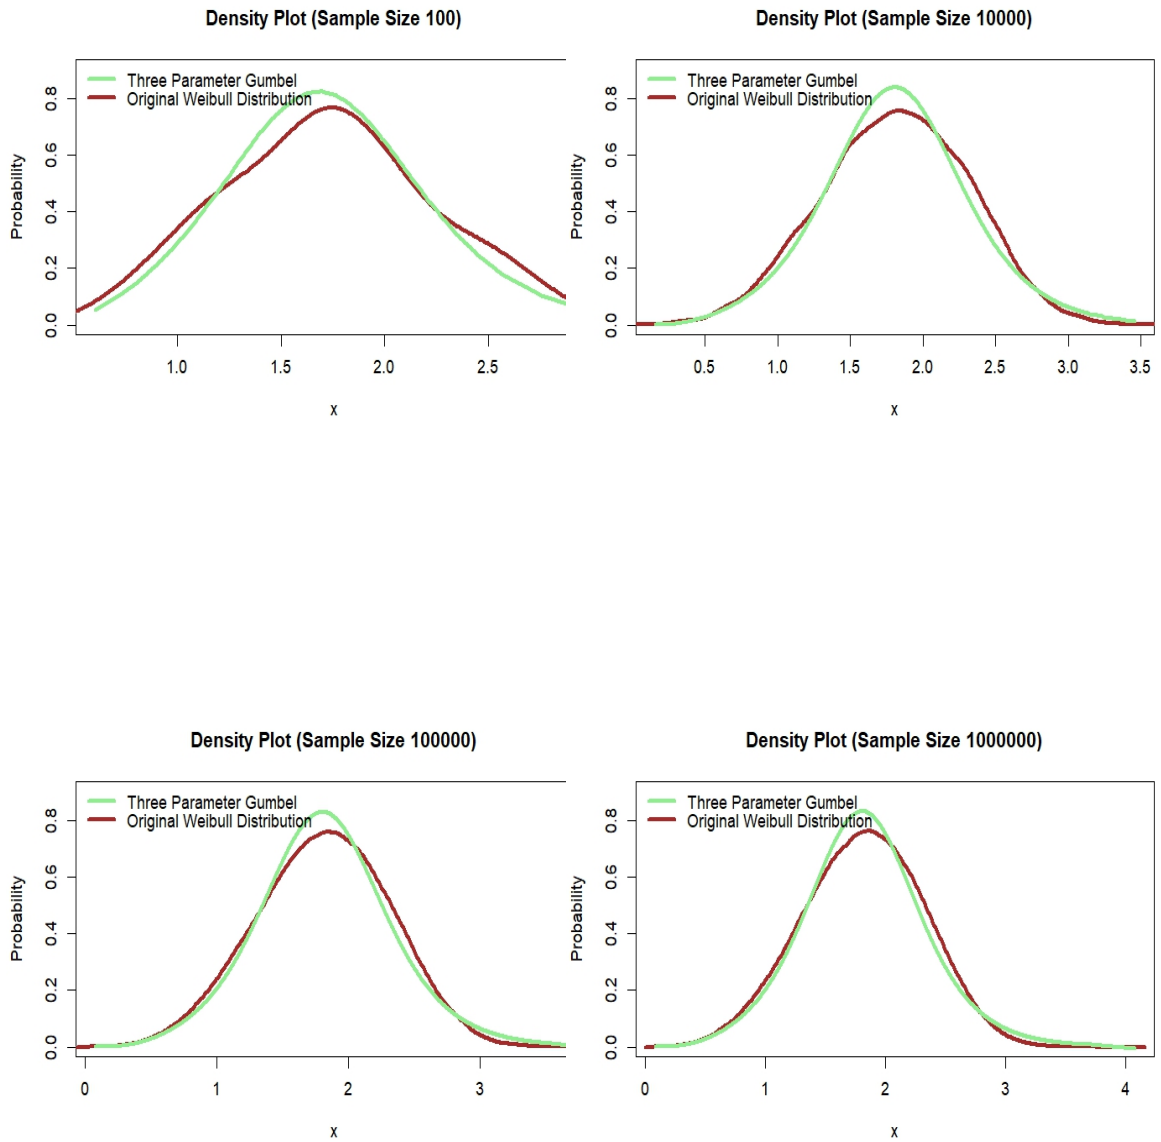 Density Plot (Sample Size 100)
Three Parameter Gumbel
Original Weibull Distribution
Probability
0.0
0.2
0.4
0.6
0.8
1.0 1.5 2.0 2.5
x
Density Plot (Sample Size 10000)
Three Parameter Gumbel
Original Weibull Distribution
Probability
0.0
0.2
0.4
0.6
0.8
0.5 1.0 1.5 2.0 2.5 3.0 3.5
x
Density Plot (Sample Size 100000)
Three Parameter Gumbel
Original Weibull Distribution
Probability
0.0
0.2
0.4
0.6
0.8
0 1 2 3
x
Density Plot (Sample Size 1000000)
Three Parameter Gumbel
Original Weibull Distribution
Probability
0.0
0.2
0.4
0.6
0.8
0 1 2 3 4
x